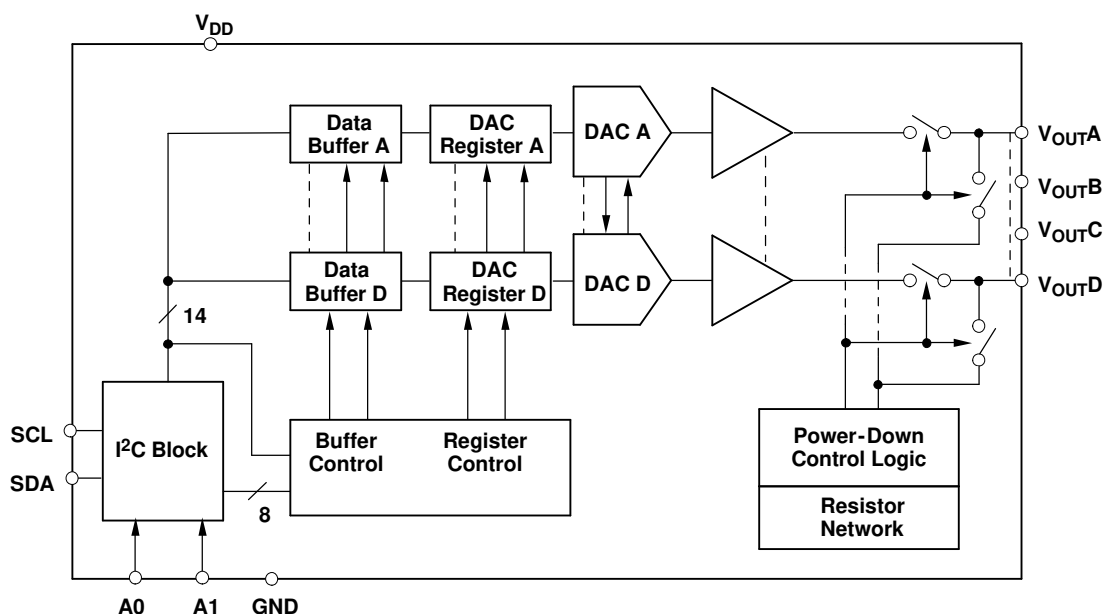 VDD
Data
Buffer A
DAC
Register A
DAC A
VOUTA
VOUTB
VOUTC
Data
Buffer D
DAC
Register D
DAC D
VOUTD
14
SCL
SDA
I²C Block
Buffer
Control
Register
Control
8
Power-Down
Control Logic
Resistor
Network
A0
A1
GND